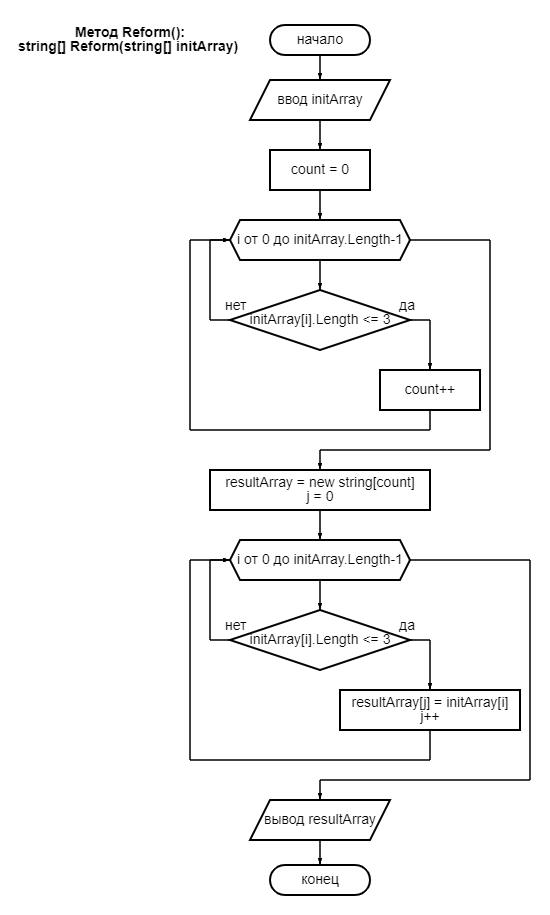 Метод Reform():
string[] Reform(string[] initArray)
начало
ввод initArray
count = 0
i от 0 до initArray.Length-1
нет
да
initArray[i].Length <= 3
count++
resultArray = new string[count]
j = 0
i от 0 до initArray.Length-1
нет
да
initArray[i].Length <= 3
resultArray[j] = initArray[i]
j++
вывод resultArray
конец